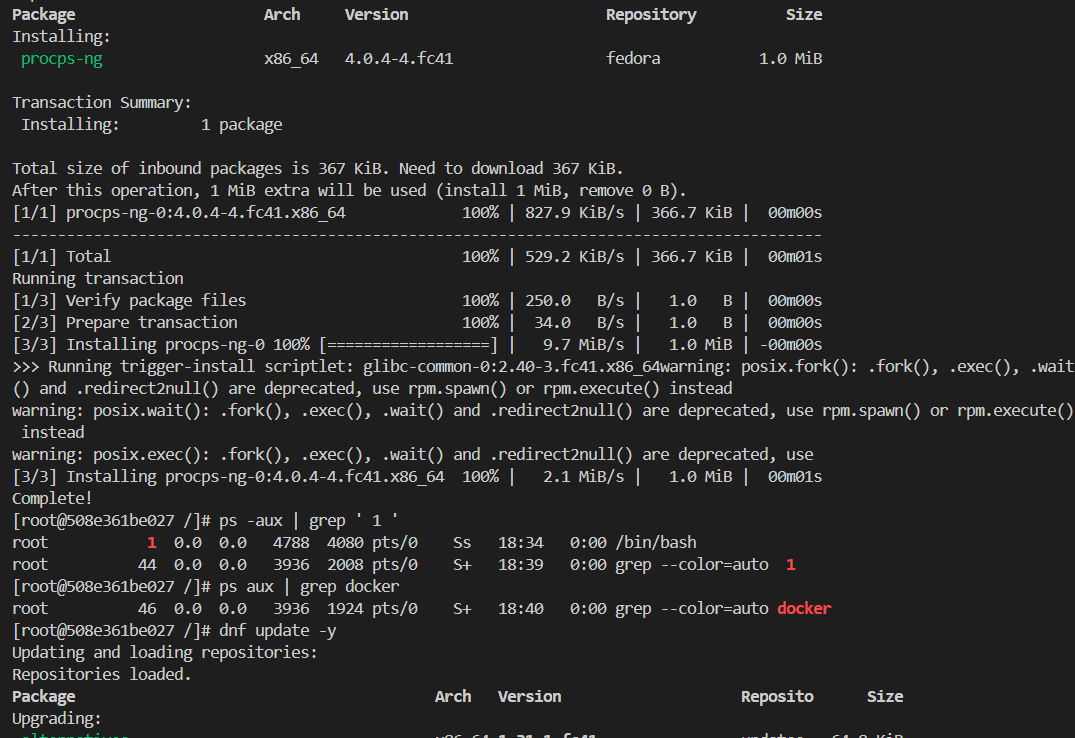 Package Arch Version Repository Size
Installing:
procps-ng x86_64 4.0.4-4.fc41 fedora 1.0 MiB
Transaction Summary:
Installing: 1 package
Total size of inbound packages is 367 KiB. Need to download 367 KiB.
After this operation, 1 MiB extra will be used (install 1 MiB, remove 0 B).
[1/1] procps-ng-0:4.0.4-4.fc41.x86_64 100% | 827.9 KiB/s | 366.7 KiB | 00m00s
--------------------------------------------------------------------------------
[1/1] Total 100% | 529.2 KiB/s | 366.7 KiB | 00m01s
Running transaction
[1/3] Verify package files 100% | 250.0 B/s | 1.0 B | 00m00s
[2/3] Prepare transaction 100% | 34.0 B/s | 1.0 B | 00m00s
[3/3] Installing procps-ng-0 100% [==================] | 9.7 MiB/s | 1.0 MiB | -00m00s
>>> Running trigger-install scriptlet: glibc-common-0:2.40-3.fc41.x86_64warning: posix.fork(): .fork(), .exec(), .wait
() and .redirect2null() are deprecated, use rpm.spawn() or rpm.execute() instead
warning: posix.wait(): .fork(), .exec(), .wait() and .redirect2null() are deprecated, use rpm.spawn() or rpm.execute()
instead
warning: posix.exec(): .fork(), .exec(), .wait() and .redirect2null() are deprecated, use
[3/3] Installing procps-ng-0:4.0.4-4.fc41.x86_64 100% | 2.1 MiB/s | 1.0 MiB | 00m01s
Complete!
[root@508e361be027 /]# ps -aux | grep ' 1 '
root 1 0.0 0.0 4788 4080 pts/0 Ss 18:34 0:00 /bin/bash
root 44 0.0 0.0 3936 2008 pts/0 S+ 18:39 0:00 grep --color=auto 1
[root@508e361be027 /]# ps aux | grep docker
root 46 0.0 0.0 3936 1924 pts/0 S+ 18:40 0:00 grep --color=auto docker
[root@508e361be027 /]# dnf update -y
Updating and loading repositories:
Repositories loaded.
Package Arch Version Reposito Size
Upgrading: